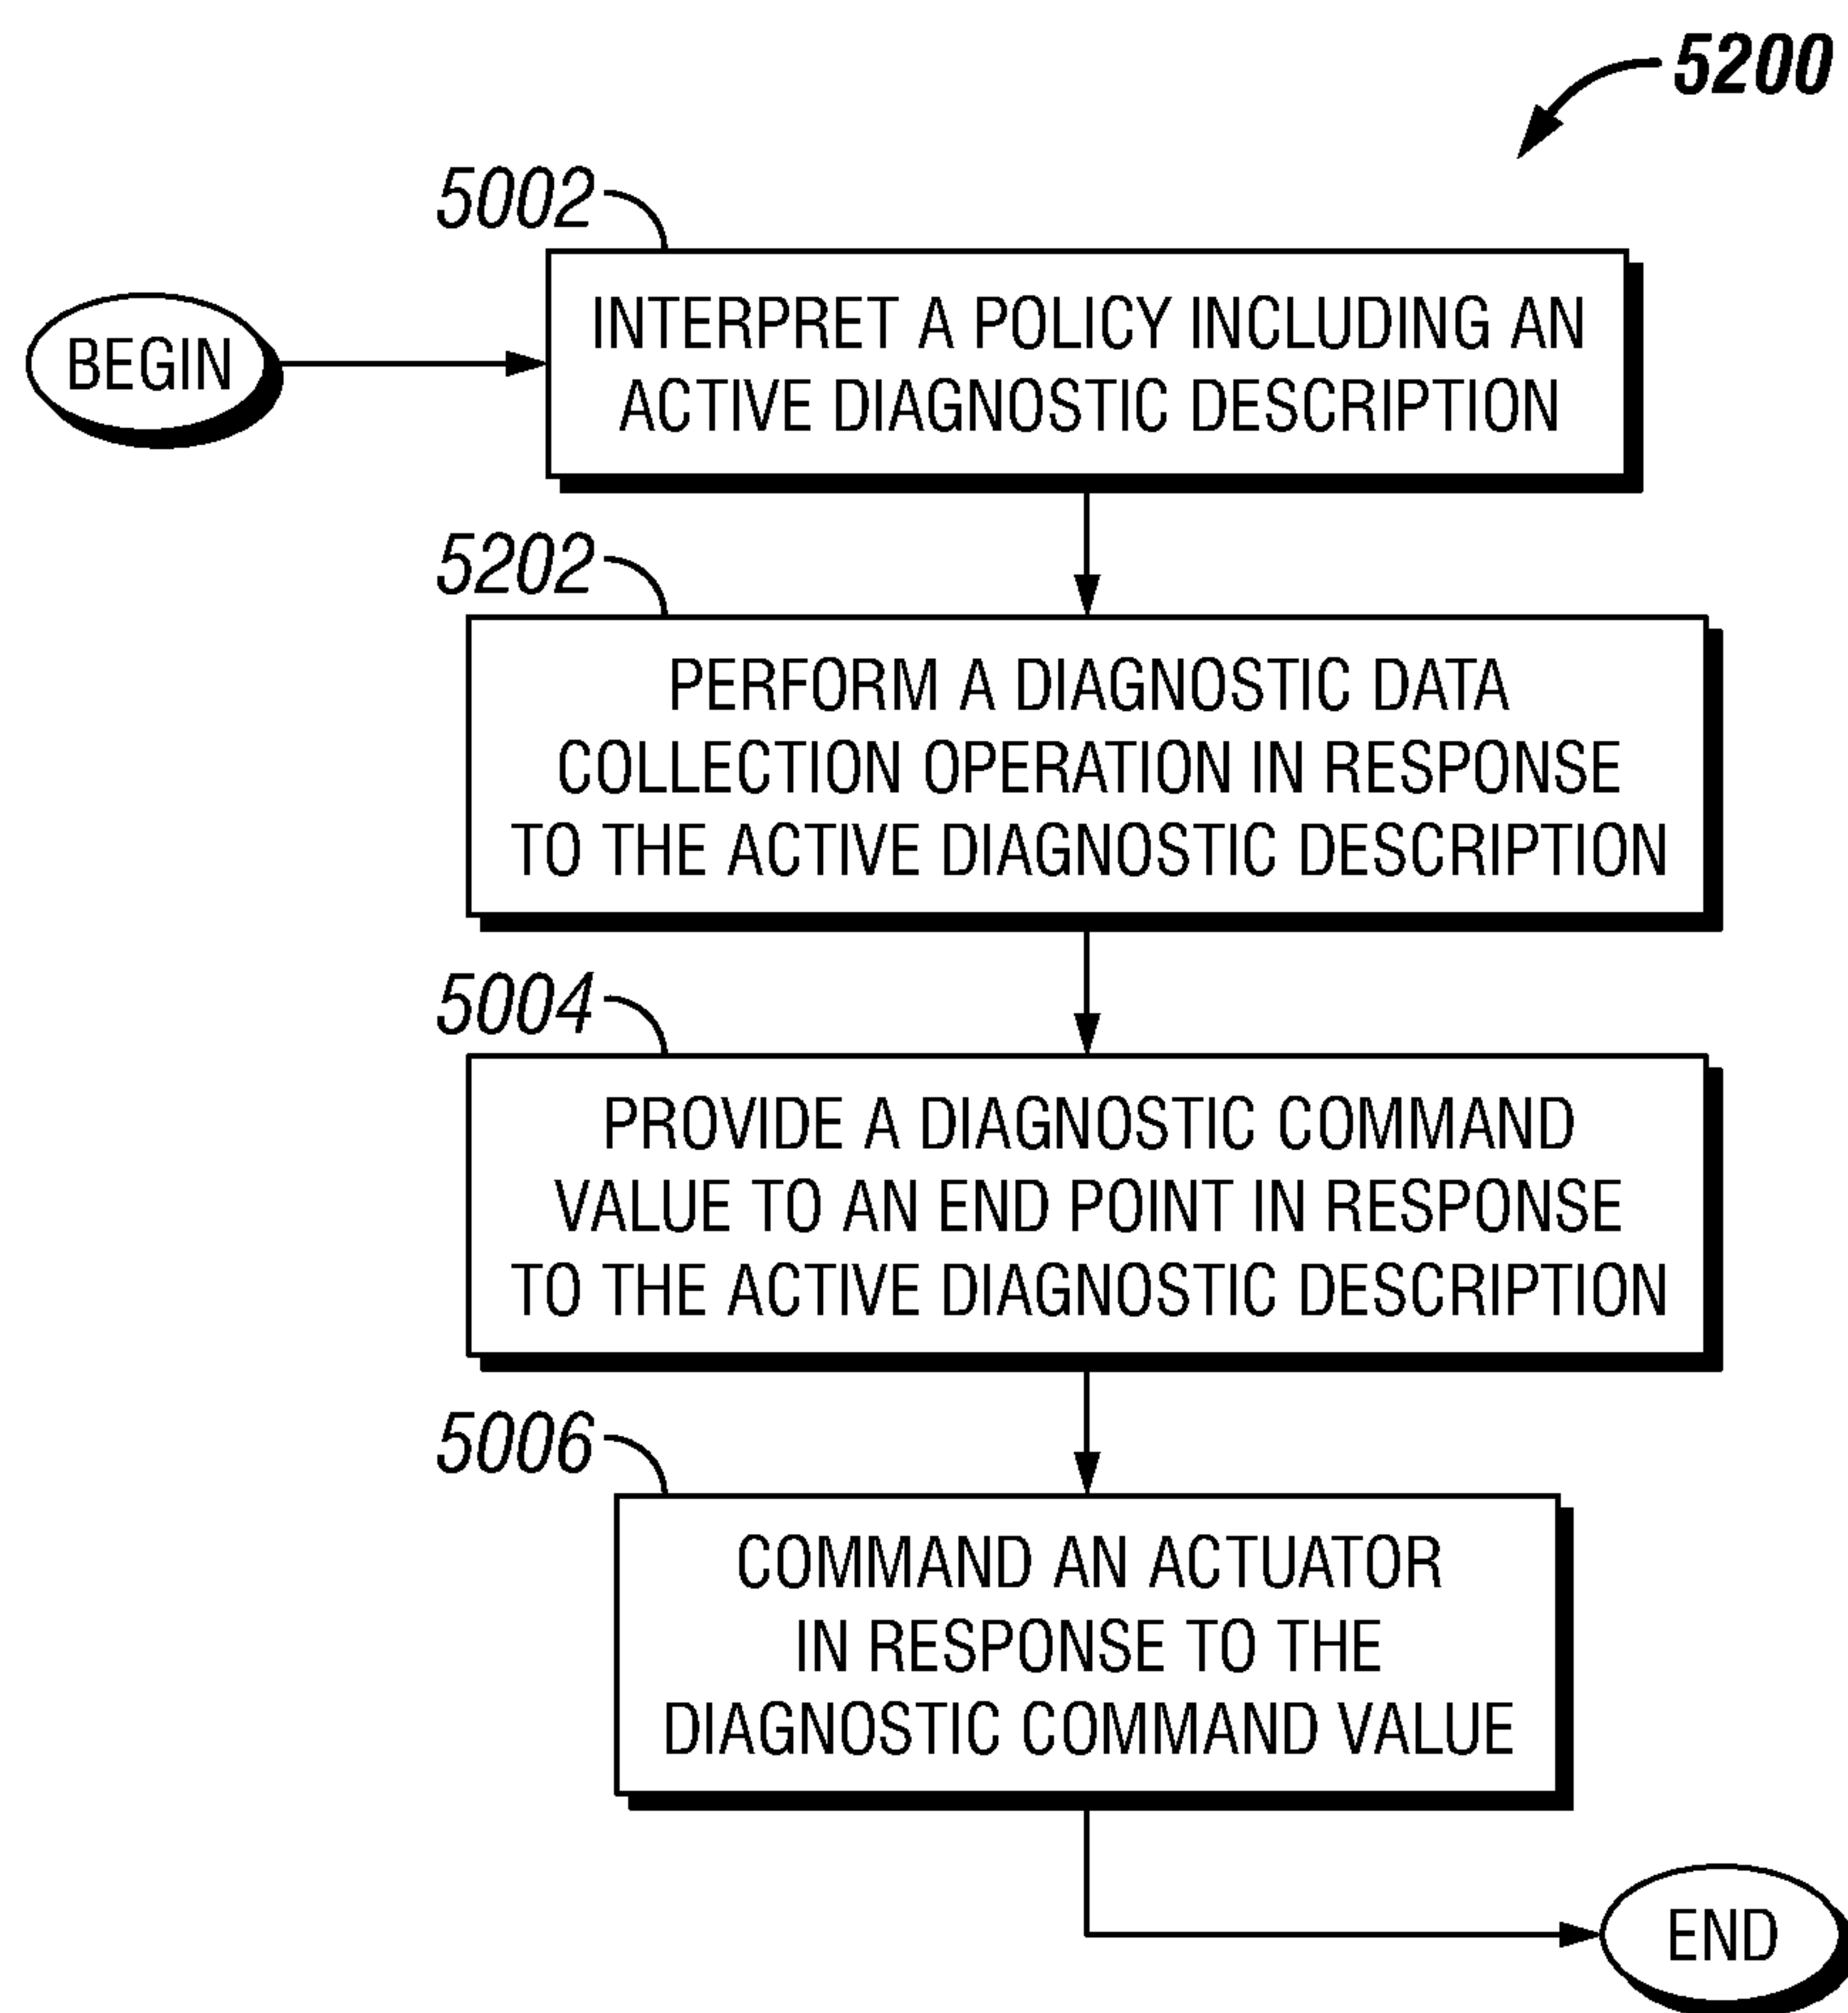 5200
5002
BEGIN
INTERPRET A POLICY INCLUDING AN
ACTIVE DIAGNOSTIC DESCRIPTION
5202
PERFORM A DIAGNOSTIC DATA
COLLECTION OPERATION IN RESPONSE
TO THE ACTIVE DIAGNOSTIC DESCRIPTION
5004
PROVIDE A DIAGNOSTIC COMMAND
VALUE TO AN END POINT IN RESPONSE
TO THE ACTIVE DIAGNOSTIC DESCRIPTION
5006
COMMAND AN ACTUATOR
IN RESPONSE TO THE
DIAGNOSTIC COMMAND VALUE
END